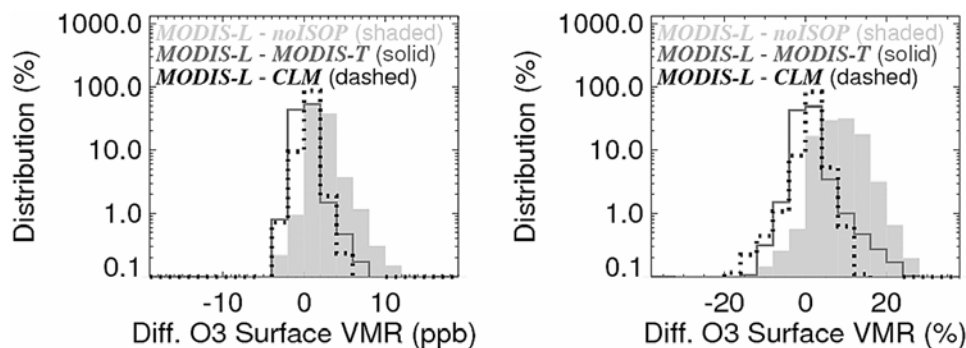 Distribution (%)
1000.0
100.0
10.0
1.0
0.1
MODIS-L - noISOP (shaded)
MODIS-L - MODIS-T (solid)
MODIS-L - CLM (dashed)
-10 0 10
Diff. O3 Surface VMR (ppb)
Distribution (%)
1000.0
100.0
10.0
1.0
0.1
MODIS-L - noISOP (shaded)
MODIS-L - MODIS-T (solid)
MODIS-L - CLM (dashed)
-20 0 20
Diff. O3 Surface VMR (%)